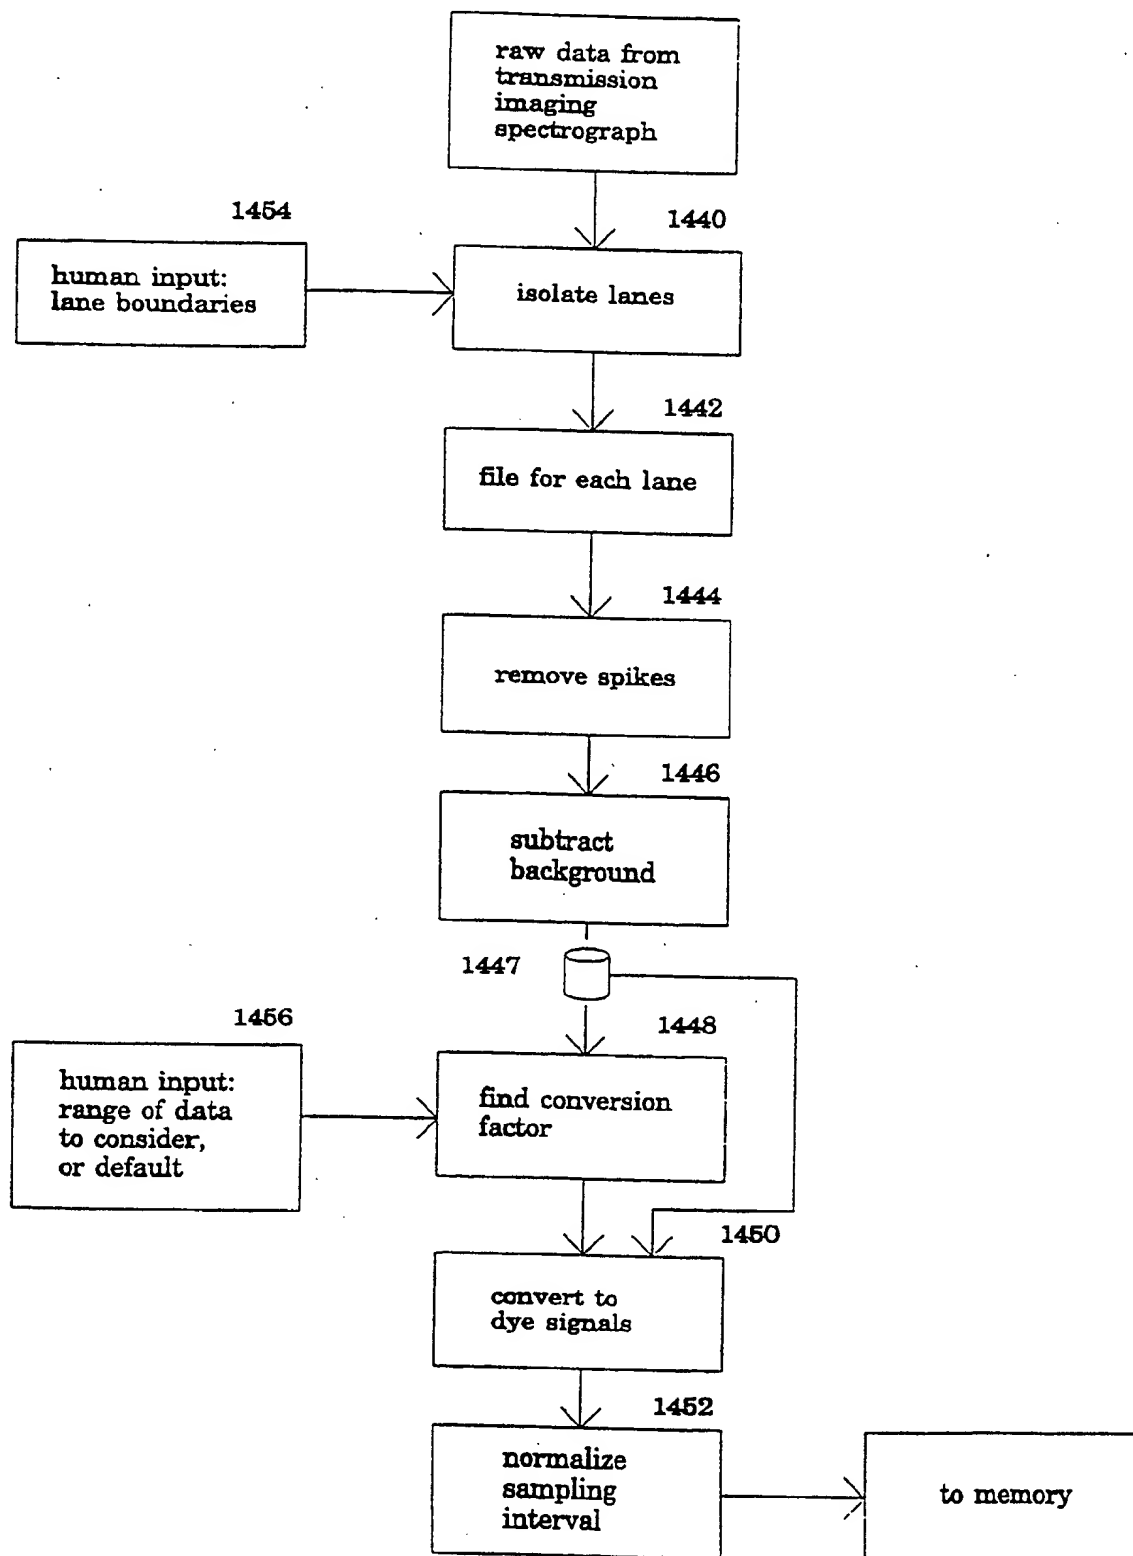 raw data from
transmission
imaging
spectrograph
1454
1440
human input:
lane boundaries
isolate lanes
1442
file for each lane
1444
remove spikes
1446
subtract
background
1447
1456
1448
human input:
range of data
to consider,
or default
find conversion
factor
1450
convert to
dye signals
1452
normalize
sampling
interval
to memory